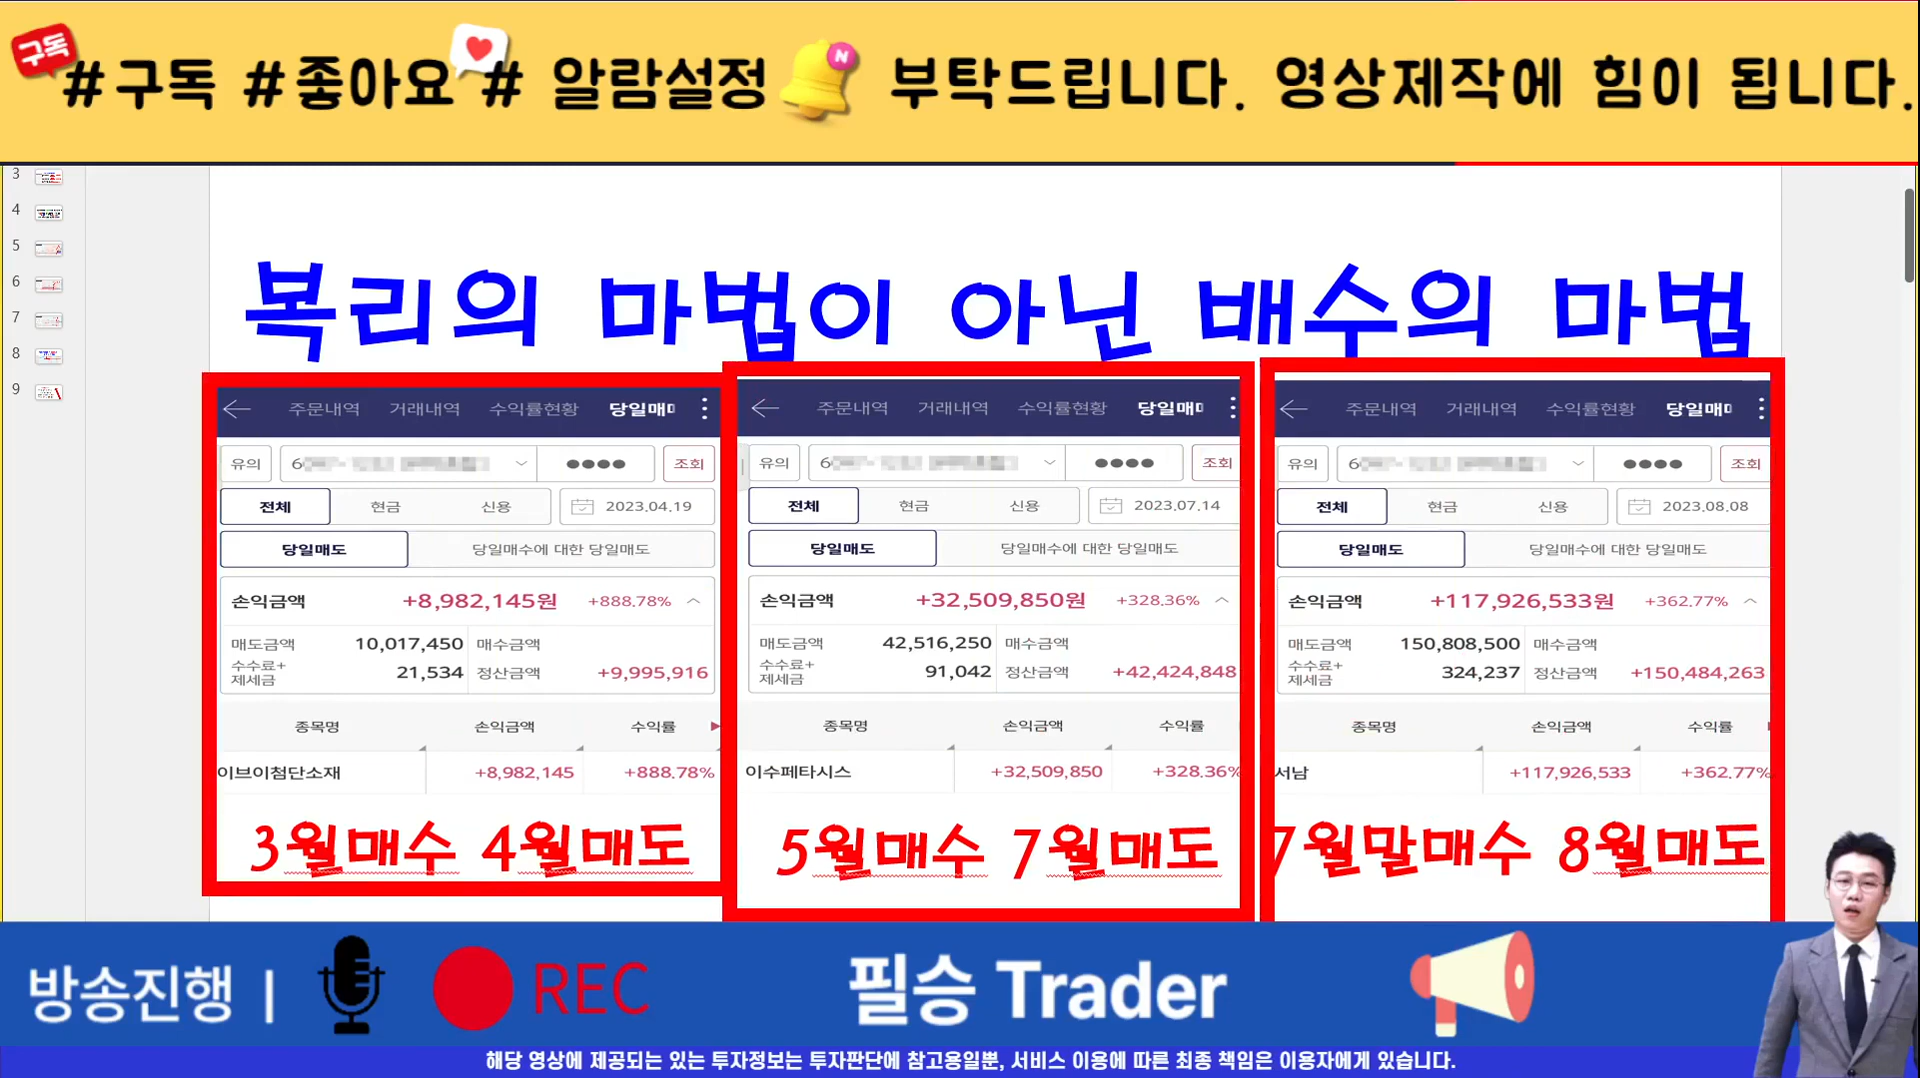 구독
#구독 #좋아요 # 알람설정 N 부탁드립니다. 영상제작에 힘이 됩니다.
3
4
5
6
7
8
9
복리의 마법이 아닌 배수의 마법
주문내역 거래내역 수익률현황 당일매매
유의 6 ●●●● 조회
전체 현금 신용 2023.04.19
당일매도 당일매수에 대한 당일매도
손익금액 +8,982,145원 +888.78%
매도금액 10,017,450 매수금액
수수료+
제세금 21,534 정산금액 +9,995,916
종목명 손익금액 수익률
이브이첨단소재 +8,982,145 +888.78%
3월매수 4월매도
주문내역 거래내역 수익률현황 당일매매
유의 6 ●●●● 조회
전체 현금 신용 2023.07.14
당일매도 당일매수에 대한 당일매도
손익금액 +32,509,850원 +328.36%
매도금액 42,516,250 매수금액
수수료+
제세금 91,042 정산금액 +42,424,848
종목명 손익금액 수익률
이수페타시스 +32,509,850 +328.36%
5월매수 7월매도
주문내역 거래내역 수익률현황 당일매매
유의 6 ●●●● 조회
전체 현금 신용 2023.08.08
당일매도 당일매수에 대한 당일매도
손익금액 +117,926,533원 +362.77%
매도금액 150,808,500 매수금액
수수료+
제세금 324,237 정산금액 +150,484,263
종목명 손익금액 수익률
서남 +117,926,533 +362.77%
7월말매수 8월매도
방송진행 | REC 필승 Trader
해당 영상에 제공되는 있는 투자정보는 투자판단에 참고용일뿐, 서비스 이용에 따른 최종 책임은 이용자에게 있습니다.